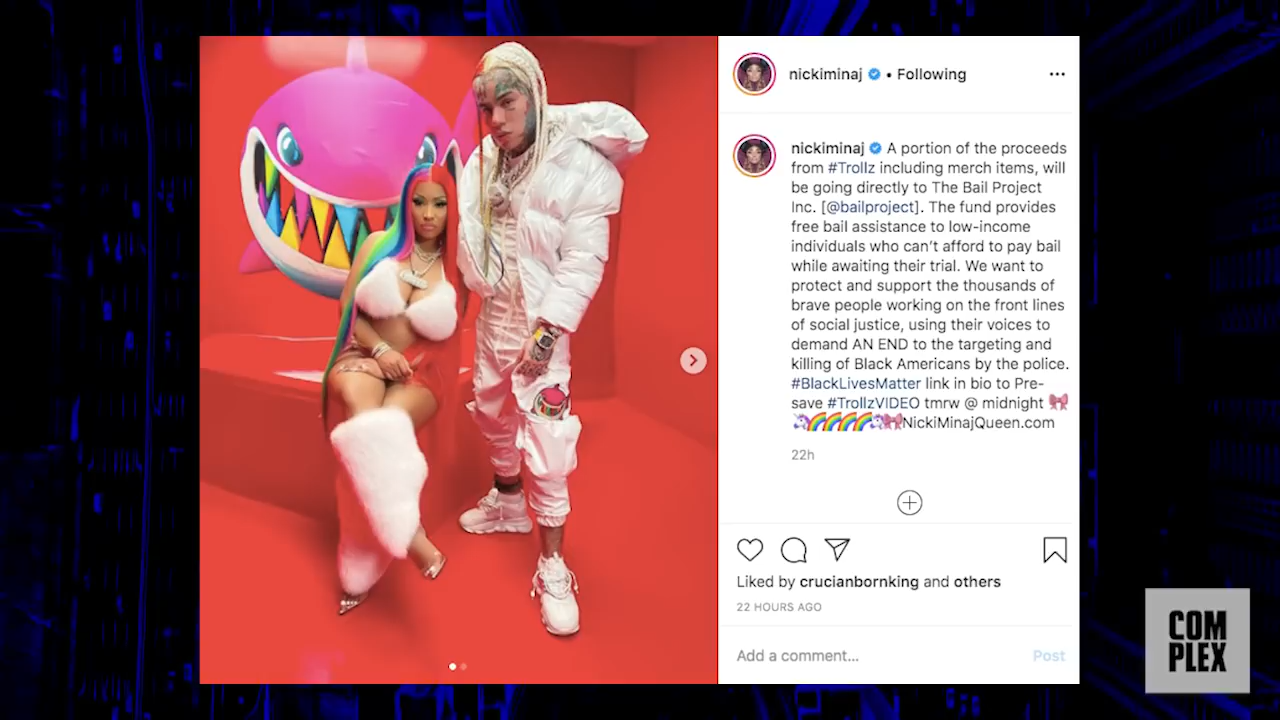 nickiminaj • Following
nickiminaj A portion of the proceeds
from #Trollz including merch items, will
be going directly to The Bail Project
Inc. [@bailproject]. The fund provides
free bail assistance to low-income
individuals who can't afford to pay bail
while awaiting their trial. We want to
protect and support the thousands of
brave people working on the front lines
of social justice, using their voices to
demand AN END to the targeting and
killing of Black Americans by the police.
#BlackLivesMatter link in bio to Pre-
save #TrollzVIDEO tmrw @ midnight 🎀
🦄🌈🌈🌈🌈🦄🎀NickiMinajQueen.com
22h
Liked by crucianbornking and others
22 HOURS AGO
Add a comment... Post
COM
PLEX